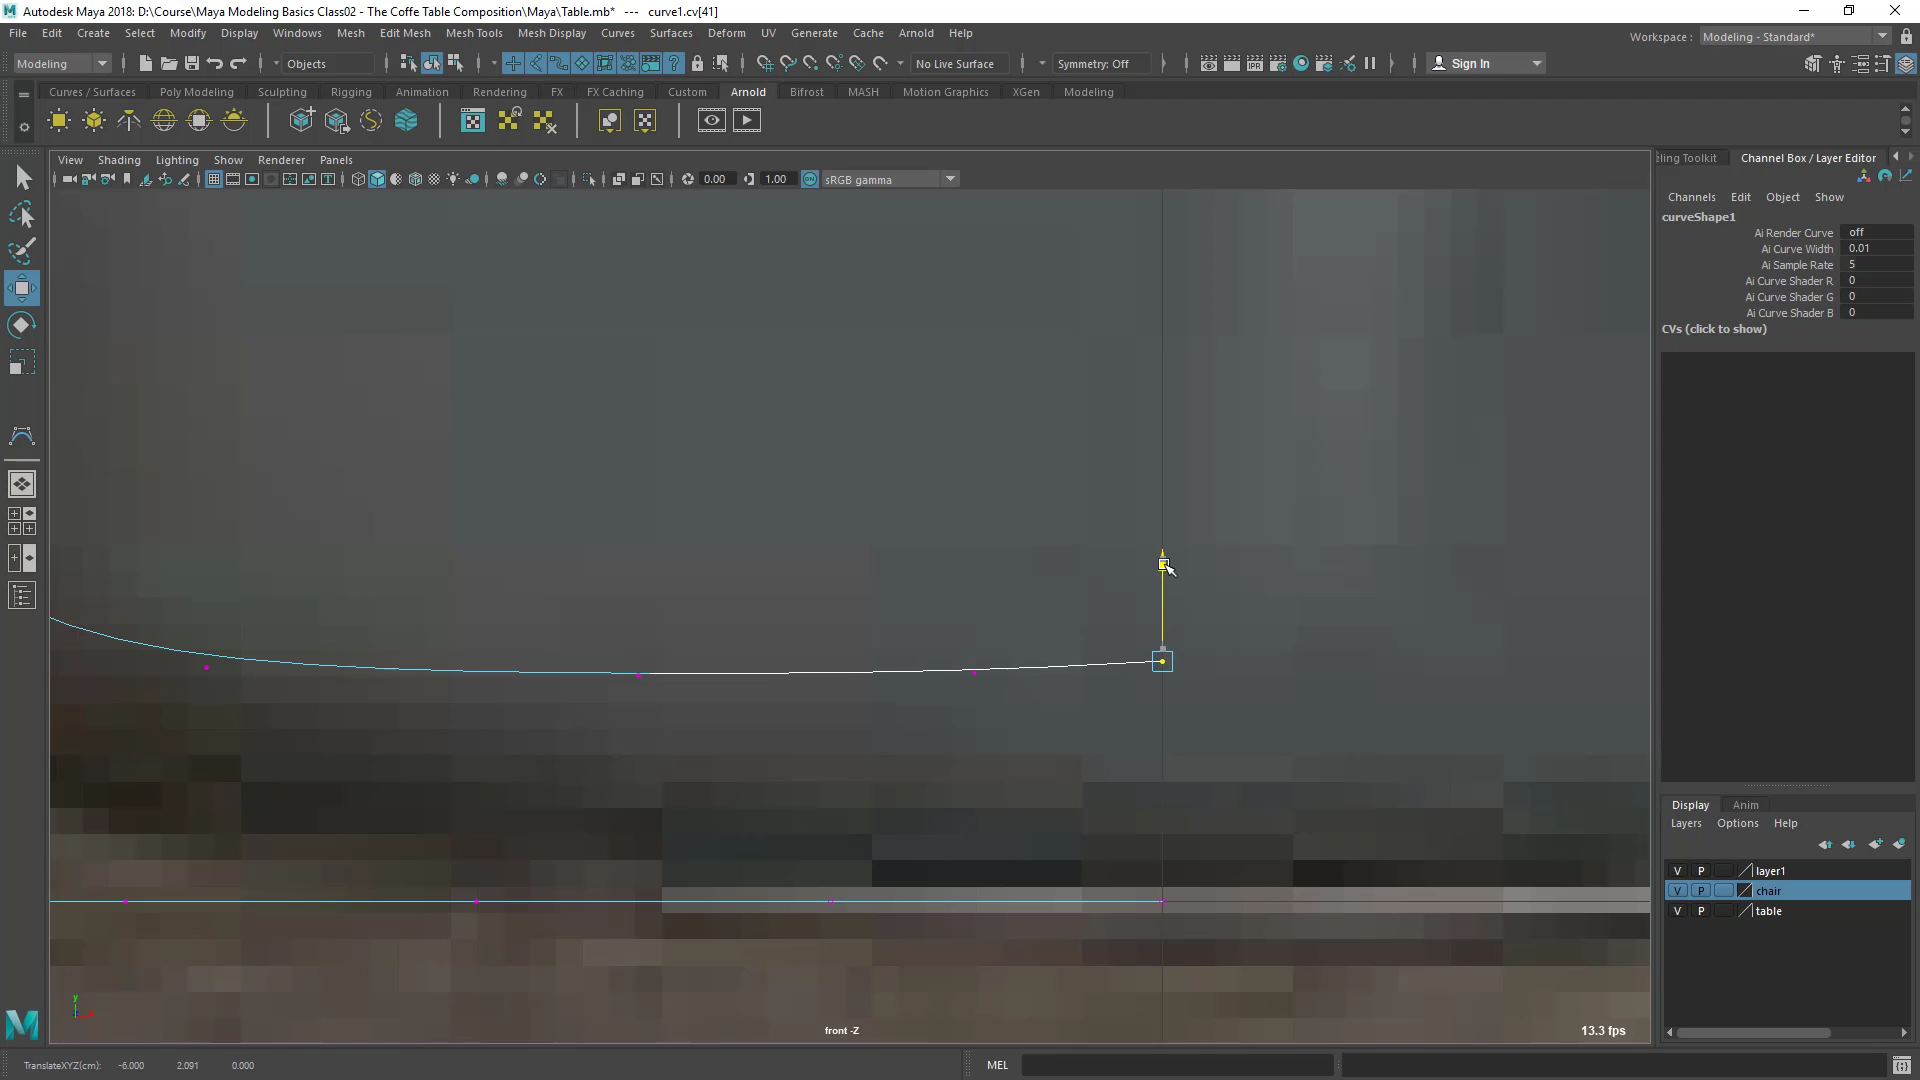 Autodesk Maya 2018: D:\Course\Maya Modeling Basics Class02 - The Coffe Table Composition\Maya\Table.mb*   ---   curve1.cv[41]
File Edit Create Select Modify Display Windows Mesh Edit Mesh Mesh Tools Mesh Display Curves Surfaces Deform UV Generate Cache Arnold Help
Workspace : Modeling - Standard*
Modeling Objects No Live Surface Symmetry: Off Sign In
Curves / Surfaces Poly Modeling Sculpting Rigging Animation Rendering FX FX Caching Custom Arnold Bifrost MASH Motion Graphics XGen Modeling
View Shading Lighting Show Renderer Panels
eling Toolkit Channel Box / Layer Editor
0.00 1.00 ON sRGB gamma
Channels Edit Object Show
curveShape1
Ai Render Curve off
Ai Curve Width 0.01
Ai Sample Rate 5
Ai Curve Shader R 0
Ai Curve Shader G 0
Ai Curve Shader B 0
CVs (click to show)
Display Anim
Layers Options Help
V P layer1
V P chair
V P table
y
front -Z
13.3 fps
TranslateXYZ(cm): -6.000 2.091 0.000
MEL